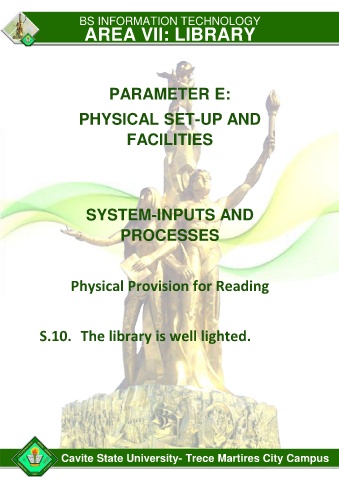 BS INFORMATION TECHNOLOGY
AREA VII: LIBRARY
PARAMETER E:
PHYSICAL SET-UP AND
FACILITIES
SYSTEM-INPUTS AND
PROCESSES
Physical Provision for Reading
S.10. The library is well lighted.
Cavite State University- Trece Martires City Campus